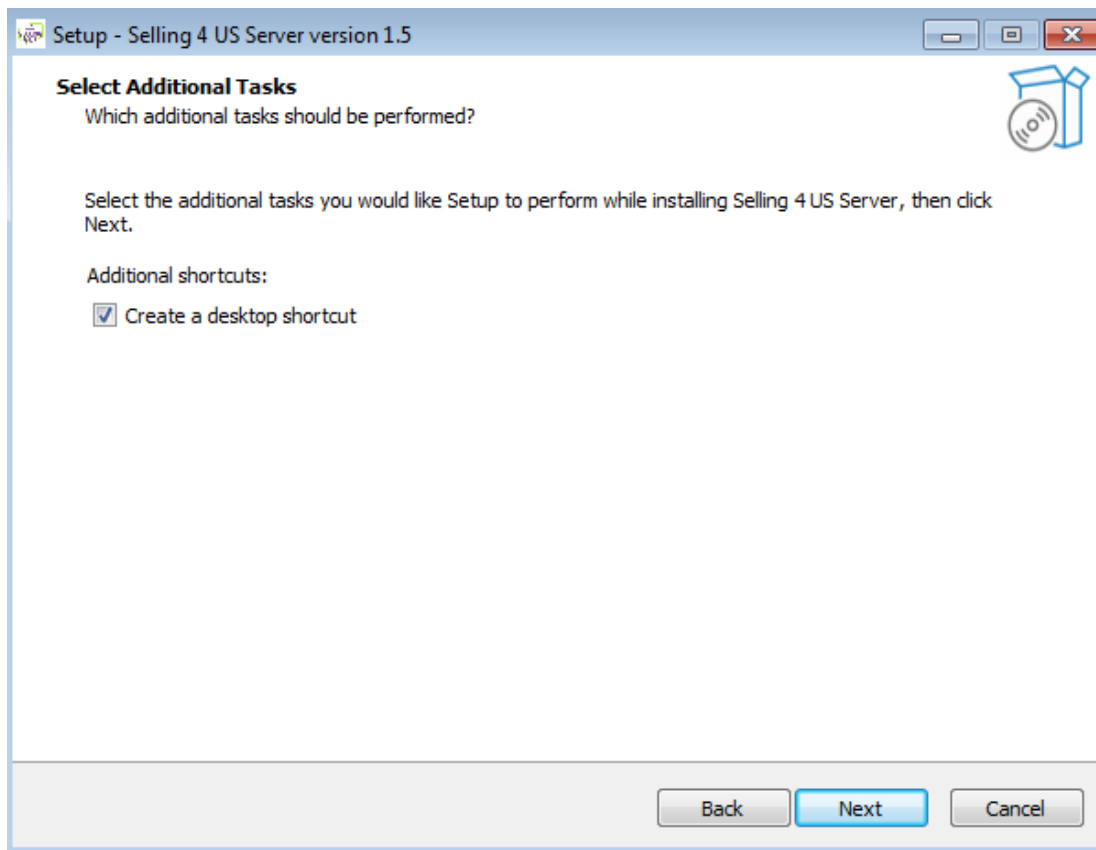 Setup - Selling 4 US Server version 1.5
Select Additional Tasks
Which additional tasks should be performed?
Select the additional tasks you would like Setup to perform while installing Selling 4 US Server, then click
Next.
Additional shortcuts:
Create a desktop shortcut
Back Next Cancel